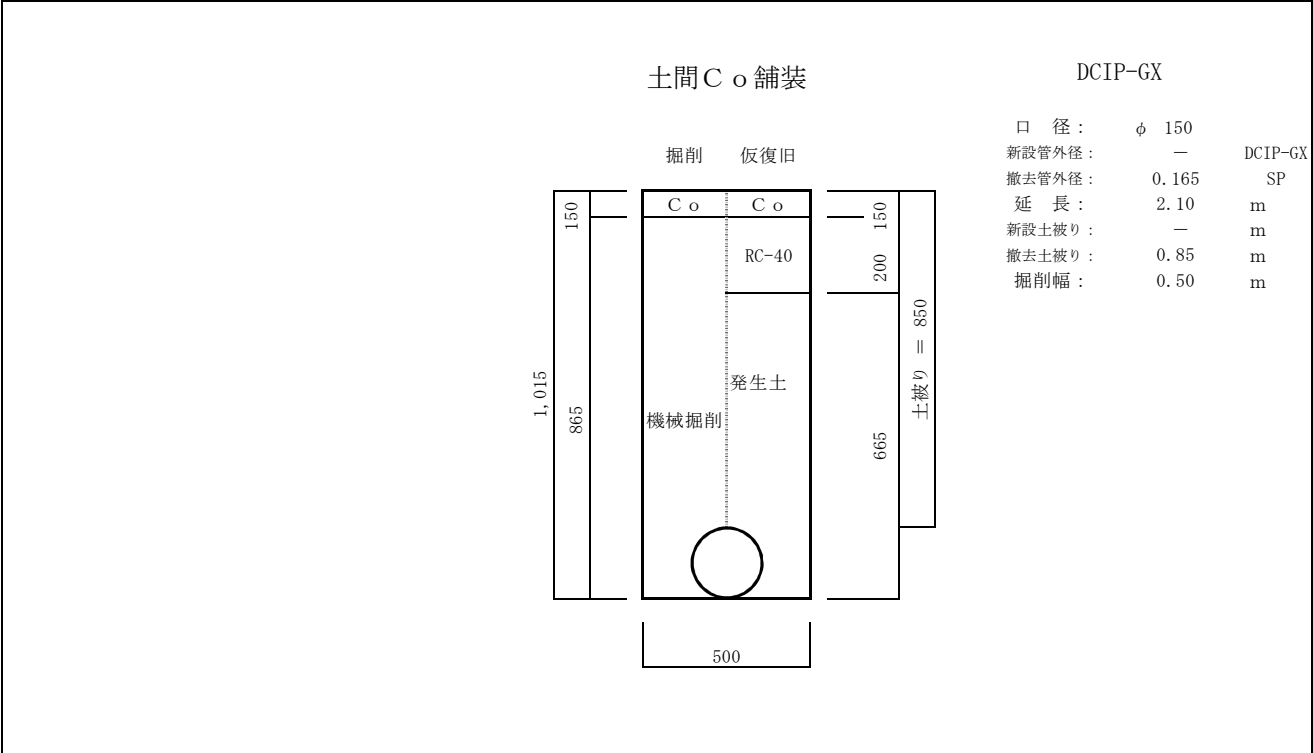 土間Ｃｏ舗装
DCIP-GX
口　径： φ 150
新設管外径： － DCIP-GX
撤去管外径： 0.165 SP
延　長： 2.10 ｍ
新設土被り： － ｍ
撤去土被り： 0.85 ｍ
掘削幅： 0.50 ｍ
掘削 仮復旧
150 Ｃｏ Ｃｏ 150
RC-40 200
土被り ＝ 850
発生土
1,015 865 機械掘削 665
500